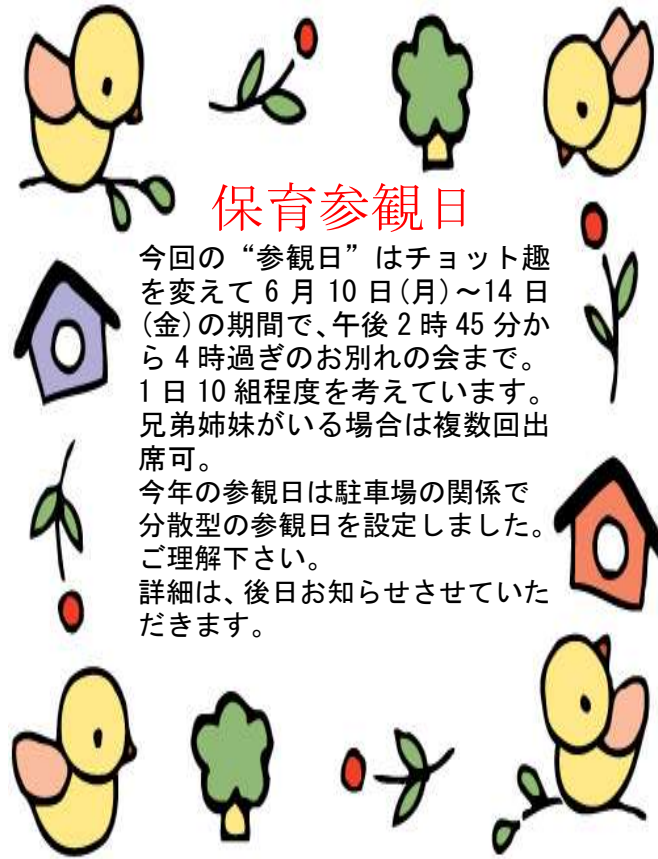 保育参観日
今回の“参観日”はチョット趣
を変えて6月10日(月)～14日
(金)の期間で、午後2時45分か
ら4時過ぎのお別れの会まで。
1日10組程度を考えています。
兄弟姉妹がいる場合は複数回出
席可。
今年の参観日は駐車場の関係で
分散型の参観日を設定しました。
ご理解下さい。
詳細は、後日お知らせさせていた
だきます。